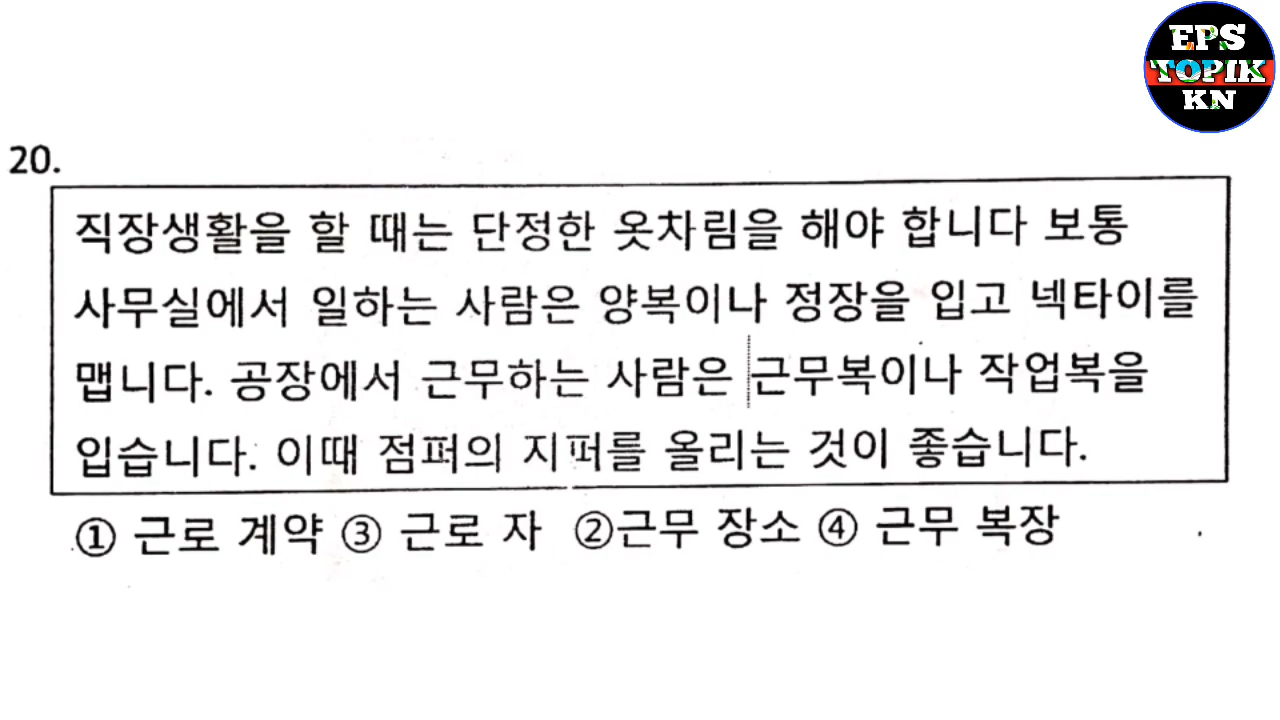 EPS
TOPIK
KN
20.
직장생활을 할 때는 단정한 옷차림을 해야 합니다 보통
사무실에서 일하는 사람은 양복이나 정장을 입고 넥타이를
맵니다. 공장에서 근무하는 사람은 근무복이나 작업복을
입습니다. 이때 점퍼의 지퍼를 올리는 것이 좋습니다.
① 근로 계약 ③ 근로 자 ②근무 장소 ④ 근무 복장